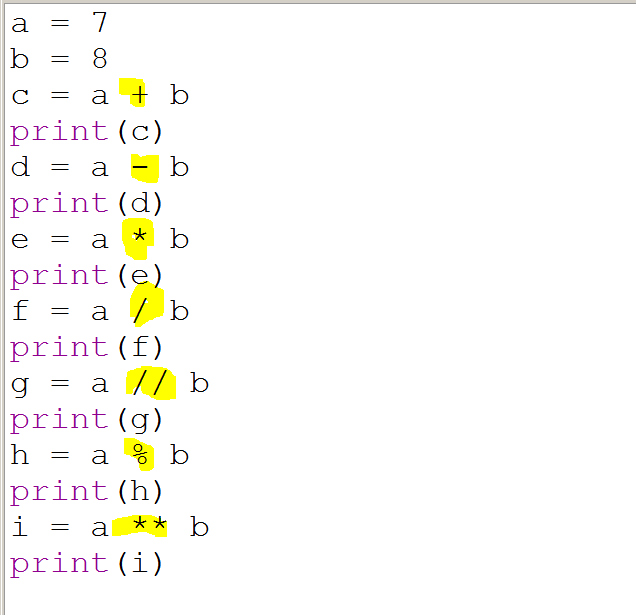 a = 7
b = 8
c = a + b
print(c)
d = a - b
print(d)
e = a * b
print(e)
f = a / b
print(f)
g = a // b
print(g)
h = a % b
print(h)
i = a ** b
print(i)